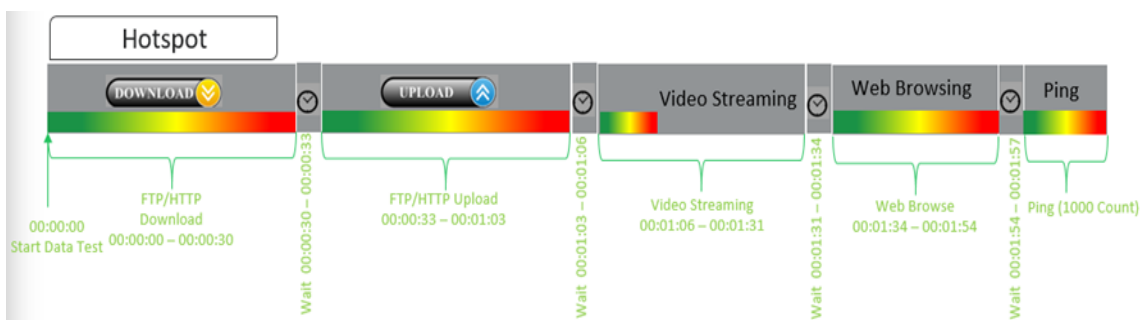 Hotspot
DOWNLOAD
UPLOAD
Video Streaming
Web Browsing
Ping
00:00:00
Start Data Test
FTP/HTTP
Download
00:00:00 – 00:00:30
Wait 00:00:30 – 00:00:33
FTP/HTTP Upload
00:00:33 – 00:01:03
Wait 00:01:03 – 00:01:06
Video Streaming
00:01:06 – 00:01:31
Wait 00:01:31 – 00:01:34
Web Browse
00:01:34 – 00:01:54
Wait 00:01:54 – 00:01:57
Ping (1000 Count)